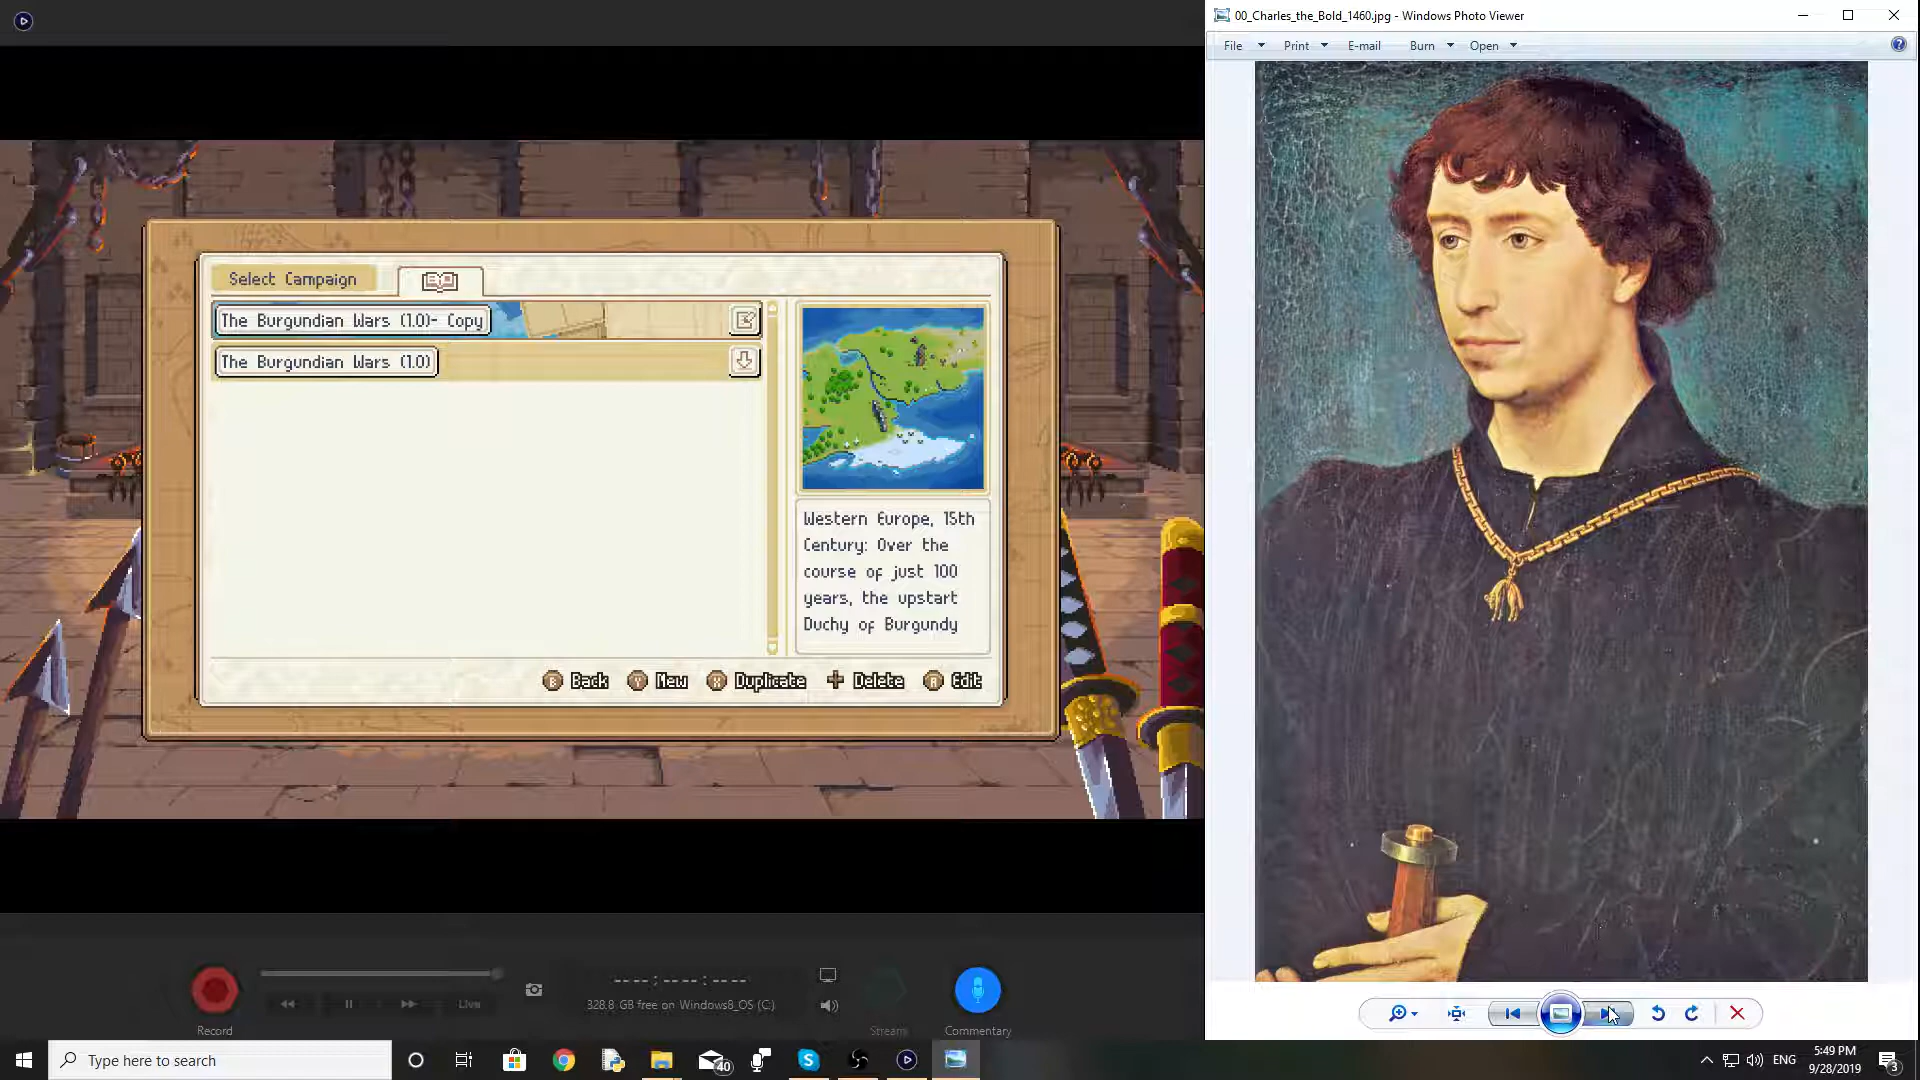 00_Charles_the_Bold_1460.jpg - Windows Photo Viewer
File Print E-mail Burn Open
Select Campaign
The Burgundian Wars (1.0)- Copy
The Burgundian Wars (1.0)
Western Europe, 15th
Century: Over the
course of just 100
years, the upstart
Duchy of Burgundy
B Back Y New X Duplicate + Delete A Edit
-- -- : -- -- : -- --
328.8 GB free on Windows8_OS (C:)
Live
Record
Stream
Commentary
Type here to search
40
ENG
5:49 PM
9/28/2019
3